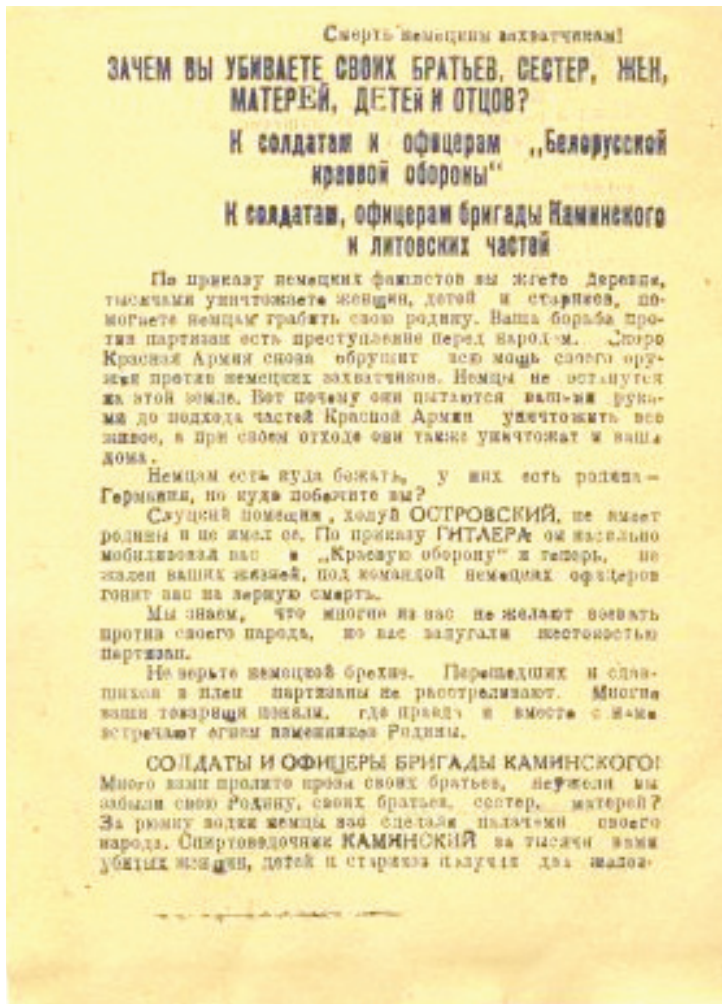 Смерть немецким захватчикам!
ЗАЧЕМ ВЫ УБИВАЕТЕ СВОИХ БРАТЬЕВ, СЕСТЕР, ЖЕН,
МАТЕРЕЙ, ДЕТЕЙ И ОТЦОВ?
К солдатам и офицерам „Белорусской
краевой обороны“
К солдатам, офицерам бригады Каминского
и литовских частей
По приказу немецких фашистов вы жгете деревни,
тысячами уничтожаете женщин, детей и стариков, по-
могаете немцам грабить свою родину. Ваша борьба про-
тив партизан есть преступление перед народом. Скоро
Красная Армия снова обрушит всю мощь своего ору-
жия против немецких захватчиков. Немцы не останутся
на этой земле. Вот почему они пытаются вашими рука-
ми до подхода частей Красной Армии уничтожить все
живое, а при своем отходе они также уничтожат и ваши
дома.
Немцам есть куда бежать, у них есть родина—
Германия, но куда побежите вы?
Слуцкий помещик, холуй ОСТРОВСКИЙ, не имеет
родины и не имел ее. По приказу ГИТЛЕРА он насильно
мобилизовал вас в „Краевую оборону“ и теперь, не
жалея ваших жизней, под командой немецких офицеров
гонит вас на верную смерть.
Мы знаем, что многие из вас не желают воевать
против своего народа, но вас запугали жестокостью
партизан.
Не верьте немецкой брехне. Перешедших и сдав-
шихся в плен партизаны не расстреливают. Многие
ваши товарищи поняли, где правда и вместе с нами
встречают огнем изменников Родины.
СОЛДАТЫ И ОФИЦЕРЫ БРИГАДЫ КАМИНСКОГО!
Много вами пролито крови своих братьев, неужели вы
забыли свою Родину, своих братьев, сестер, матерей?
За рюмку водки немцы вас сделали палачами своего
народа. Спиртоводочник КАМИНСКИЙ за тысячи вами
убитых женщин, детей и стариков получил два